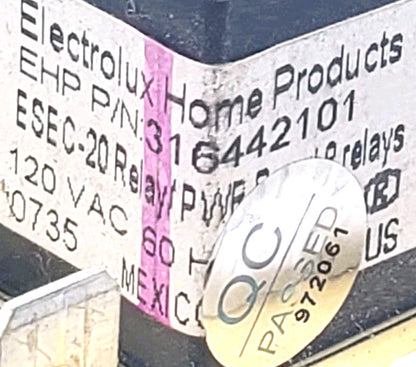 Electrolux Home Products
EHP P/N:316442101
ESEC-20 Relay/PWR relays
120 VAC 60 H
0735 MEXICO
US
QC
PASSED
972061